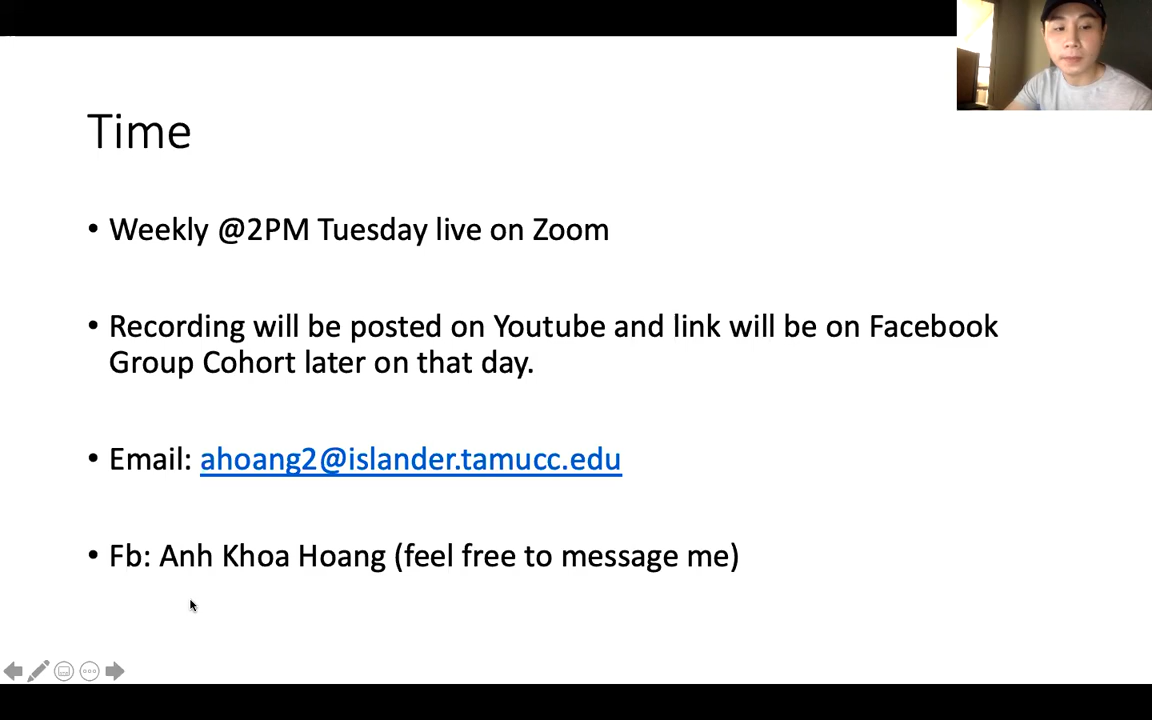 Time
• Weekly @2PM Tuesday live on Zoom
• Recording will be posted on Youtube and link will be on Facebook
Group Cohort later on that day.
• Email: ahoang2@islander.tamucc.edu
• Fb: Anh Khoa Hoang (feel free to message me)